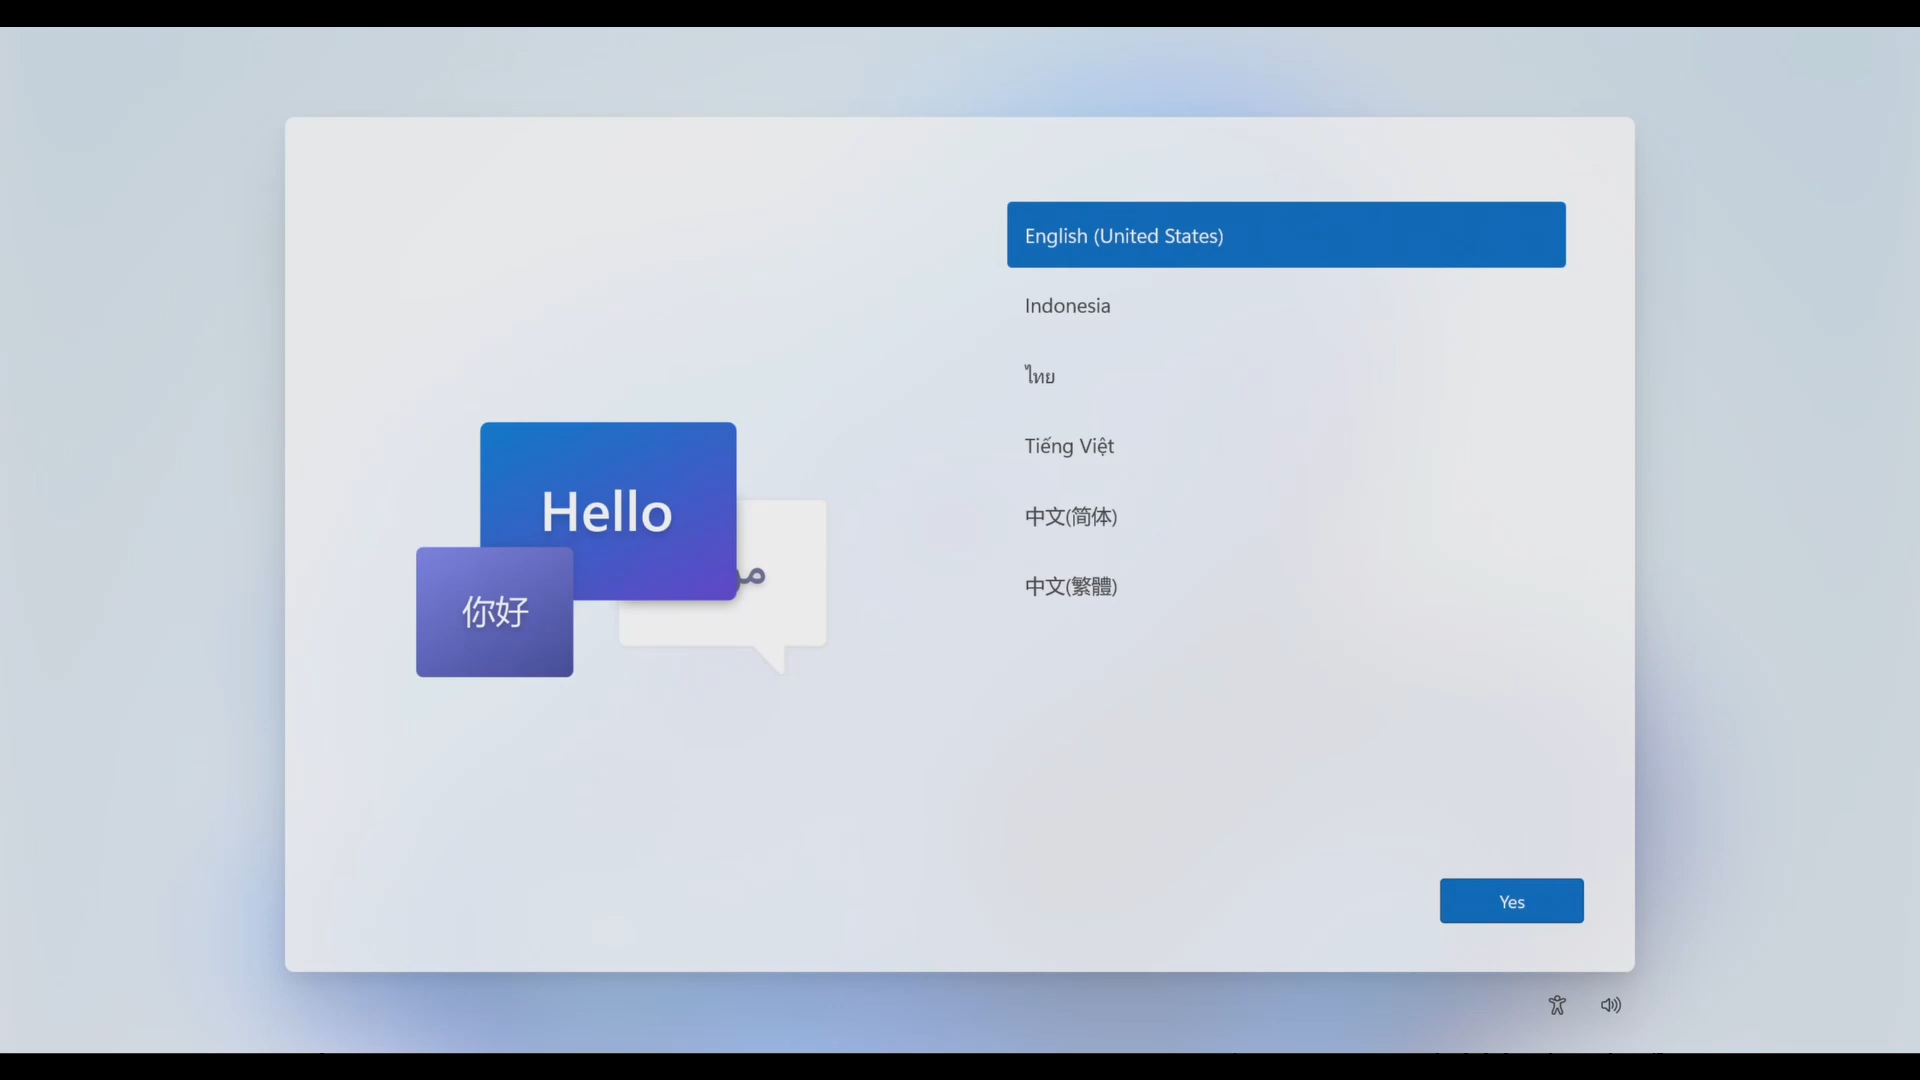 English (United States)
Indonesia
ไทย
Tiếng Việt
中文(简体)
中文(繁體)
Hello
你好
Yes